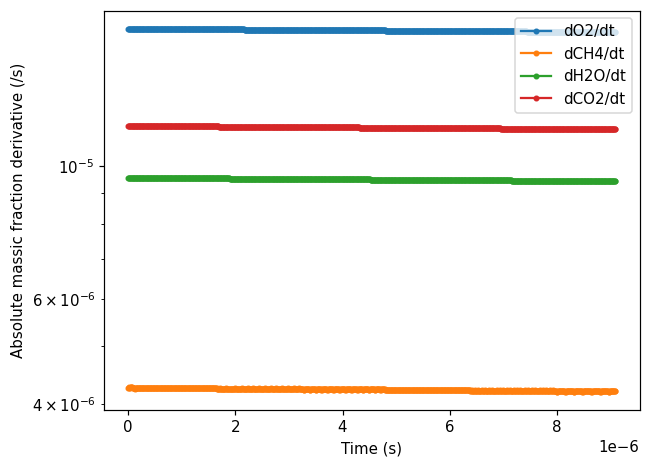 Absolute massic fraction derivative (/s)
10⁻⁵
6 × 10⁻⁶
4 × 10⁻⁶
dO2/dt
dCH4/dt
dH2O/dt
dCO2/dt
0 2 4 6 8
1e−6
Time (s)